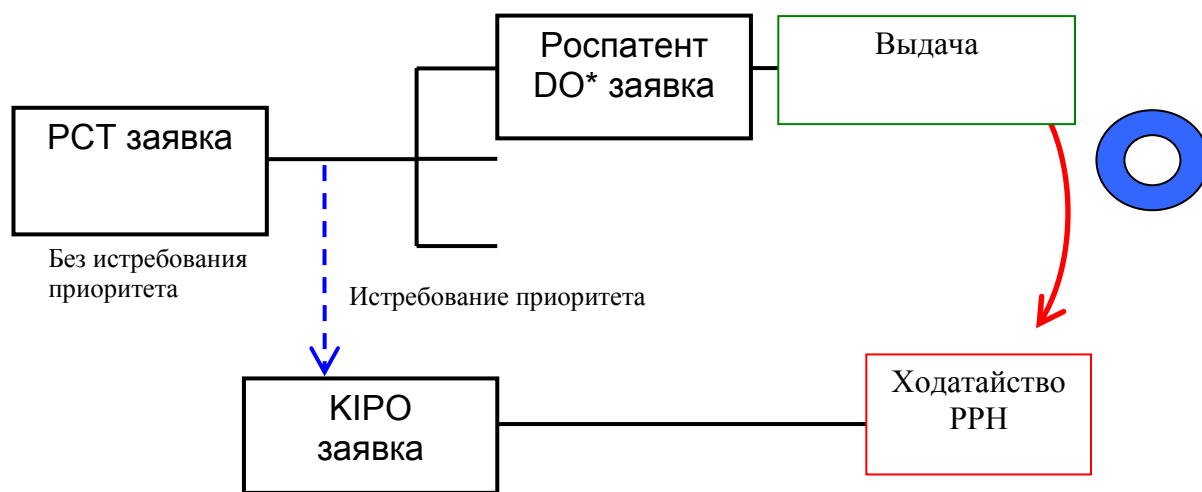 Роспатент
DO* заявка
Выдача
PCT заявка
Без истребования
приоритета
Истребование приоритета
KIPO
заявка
Ходатайство
PPH